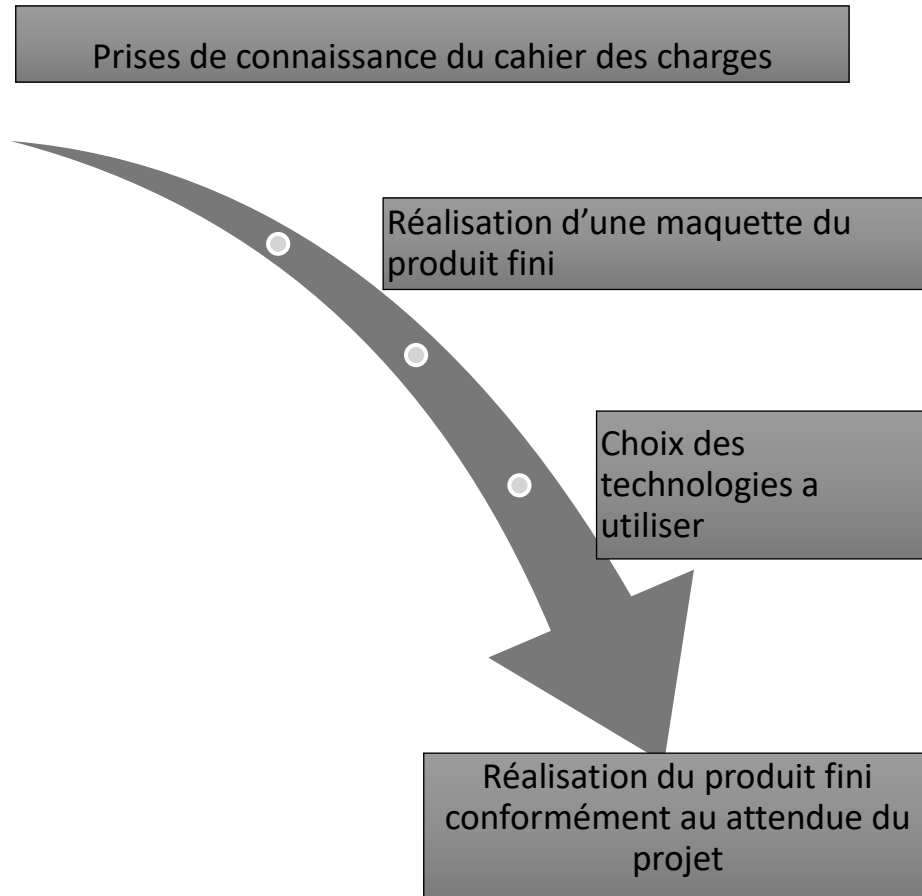 Prises de connaissance du cahier des charges
Réalisation d’une maquette du
produit fini
Choix des
technologies a
utiliser
Réalisation du produit fini
conformément au attendue du
projet